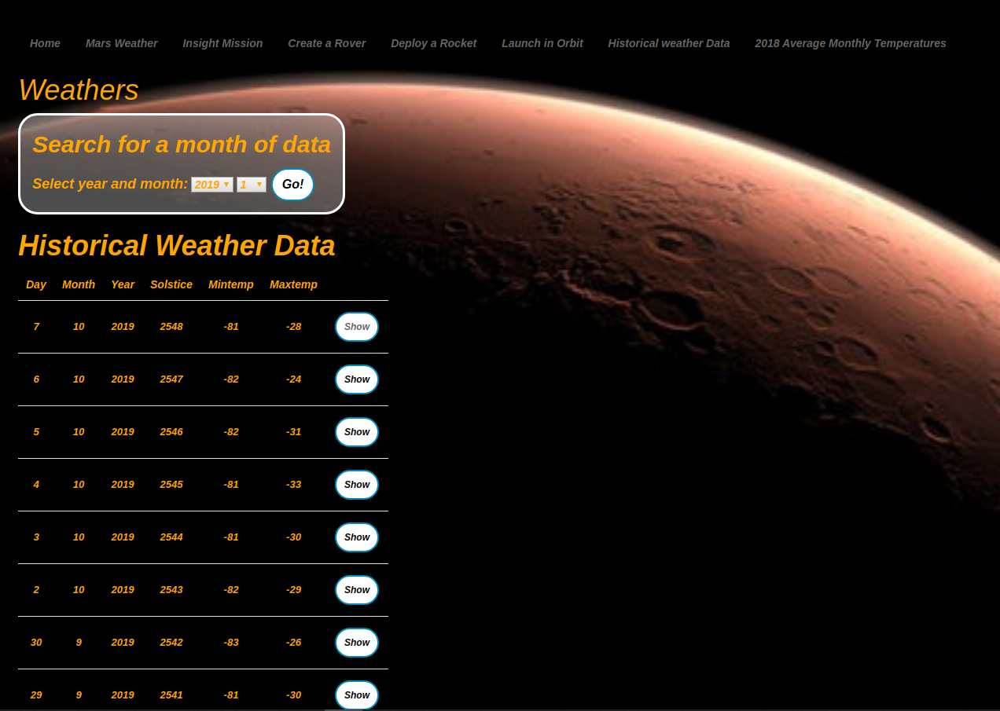 Home Mars Weather Insight Mission Create a Rover Deploy a Rocket Launch in Orbit Historical weather Data 2018 Average Monthly Temperatures
Weathers
Search for a month of data
Select year and month: 2019 1 Go!
Historical Weather Data
Day Month Year Solstice Mintemp Maxtemp
7 10 2019 2548 -81 -28 Show
6 10 2019 2547 -82 -24 Show
5 10 2019 2546 -82 -31 Show
4 10 2019 2545 -81 -33 Show
3 10 2019 2544 -81 -30 Show
2 10 2019 2543 -82 -29 Show
30 9 2019 2542 -83 -26 Show
29 9 2019 2541 -81 -30 Show